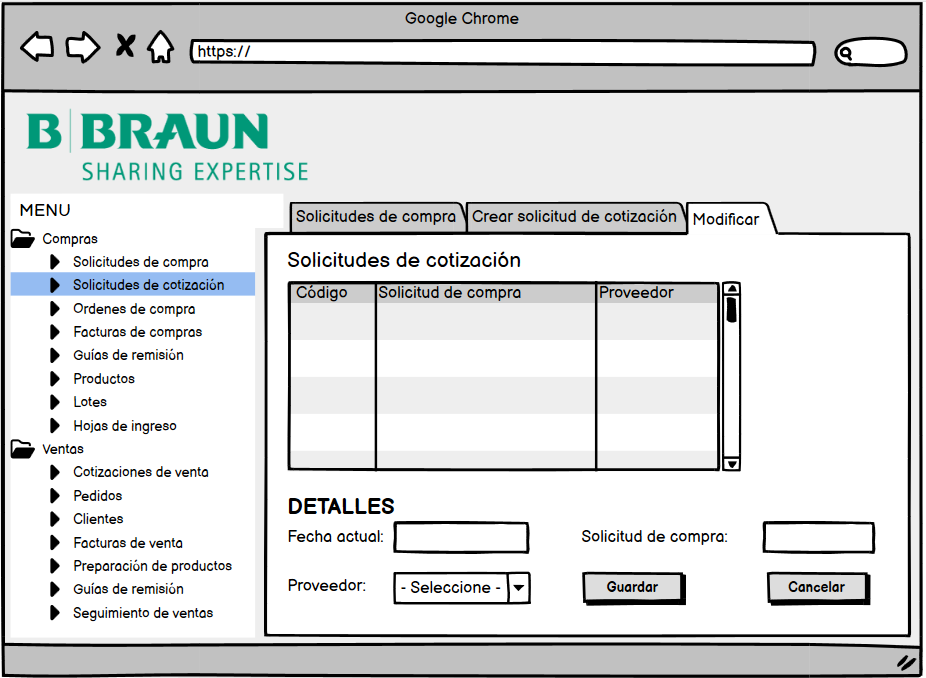 Google Chrome
https://
B BRAUN
SHARING EXPERTISE
MENU
Compras
Solicitudes de compra
Solicitudes de cotización
Ordenes de compra
Facturas de compras
Guías de remisión
Productos
Lotes
Hojas de ingreso
Ventas
Cotizaciones de venta
Pedidos
Clientes
Facturas de venta
Preparación de productos
Guías de remisión
Seguimiento de ventas
Solicitudes de compra Crear solicitud de cotización Modificar
Solicitudes de cotización
Código Solicitud de compra Proveedor
DETALLES
Fecha actual: Solicitud de compra:
Proveedor: - Seleccione - Guardar Cancelar